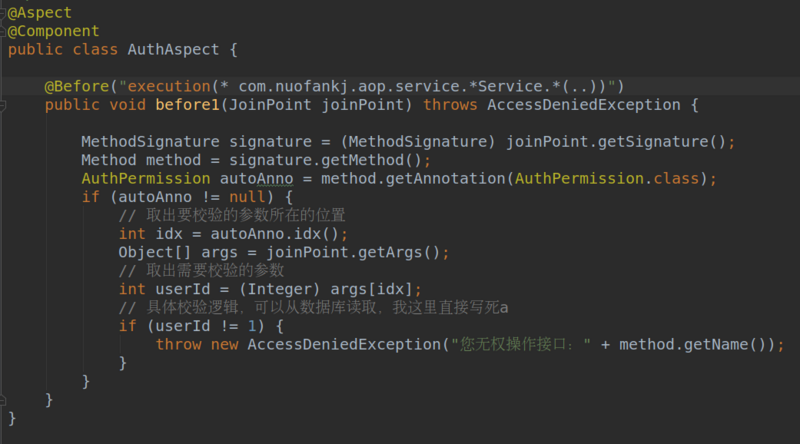 @Aspect
@Component
public class AuthAspect {
@Before("execution(* com.nuofankj.aop.service.*Service.*(..))")
public void before1(JoinPoint joinPoint) throws AccessDeniedException {
MethodSignature signature = (MethodSignature) joinPoint.getSignature();
Method method = signature.getMethod();
AuthPermission autoAnno = method.getAnnotation(AuthPermission.class);
if (autoAnno != null) {
// 取出要校验的参数所在的位置
int idx = autoAnno.idx();
Object[] args = joinPoint.getArgs();
// 取出需要校验的参数
int userId = (Integer) args[idx];
// 具体校验逻辑，可以从数据库读取，我这里直接写死a
if (userId != 1) {
throw new AccessDeniedException("您无权操作接口：" + method.getName());
}
}
}
}